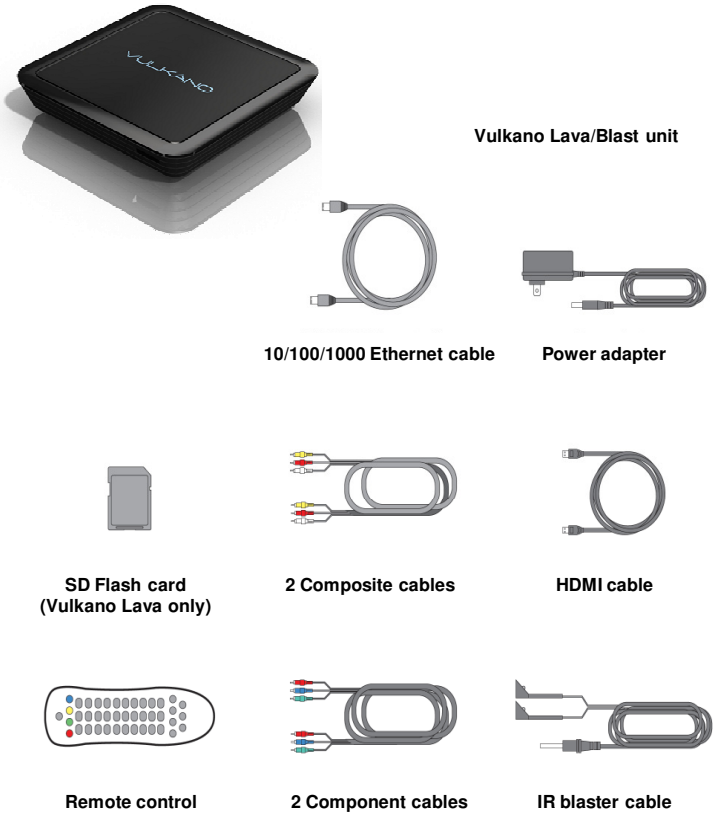 VULKANO
Vulkano Lava/Blast unit
10/100/1000 Ethernet cable
Power adapter
SD Flash card
(Vulkano Lava only)
2 Composite cables
HDMI cable
Remote control
2 Component cables
IR blaster cable